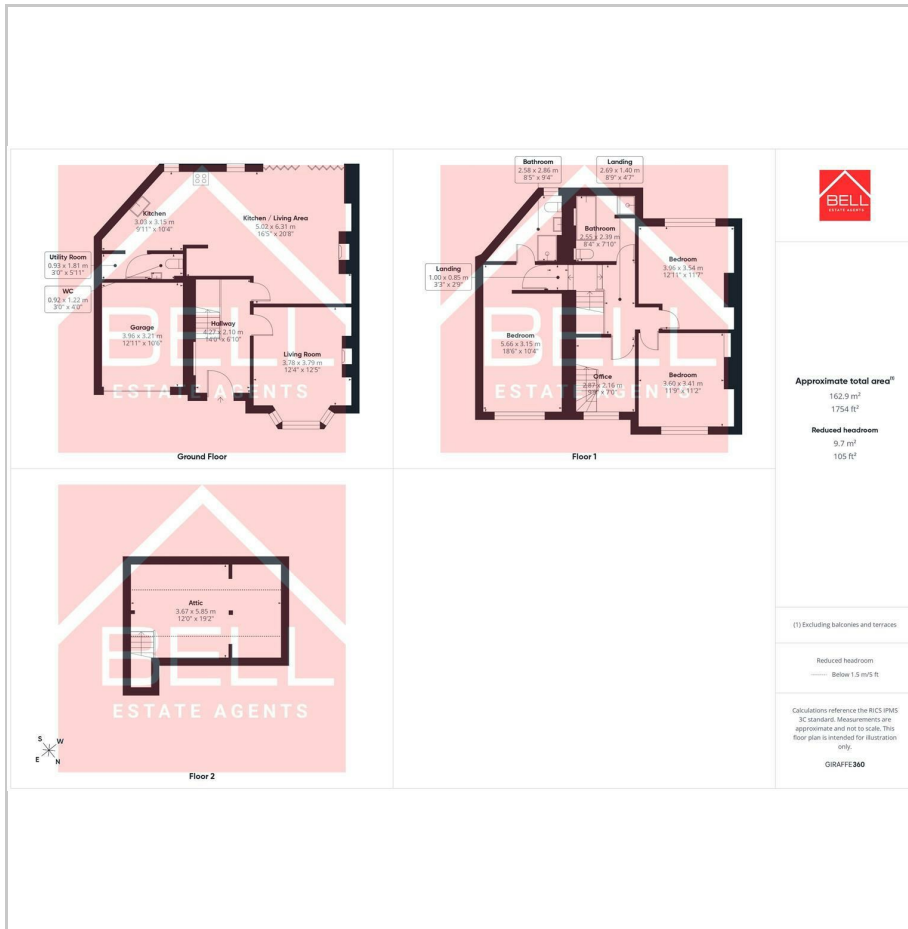 Kitchen
3.03 x 3.15 m
9'11" x 10'4"
Kitchen / Living Area
5.02 x 6.31 m
16'5" x 20'8"
Utility Room
0.93 x 1.81 m
3'0" x 5'11"
WC
0.92 x 1.22 m
3'0" x 4'0"
Garage
3.96 x 3.21 m
12'11" x 10'6"
Hallway
4.27 x 2.10 m
14'0" x 6'10"
Living Room
3.78 x 3.79 m
12'4" x 12'5"
BELL
ESTATE AGENTS
Ground Floor
Bathroom
2.58 x 2.86 m
8'5" x 9'4"
Landing
2.69 x 1.40 m
8'9" x 4'7"
Bathroom
2.55 x 2.39 m
8'4" x 7'10"
Bedroom
3.96 x 3.54 m
12'11" x 11'7"
Landing
1.00 x 0.85 m
3'3" x 2'9"
Bedroom
5.66 x 3.15 m
18'6" x 10'4"
Office
2.87 x 2.16 m
Bedroom
3.60 x 3.41 m
11'9" x 11'2"
BELL
ESTATE AGENTS
Floor 1
Attic
3.67 x 5.85 m
12'0" x 19'2"
BELL
ESTATE AGENTS
S W
E N
Floor 2
BELL
ESTATE AGENTS
Approximate total area(1)
162.9 m²
1754 ft²
Reduced headroom
9.7 m²
105 ft²
(1) Excluding balconies and terraces
Reduced headroom
Below 1.5 m/5 ft
Calculations reference the RICS IPMS
3C standard. Measurements are
approximate and not to scale. This
floor plan is intended for illustration
only.
GIRAFFE360